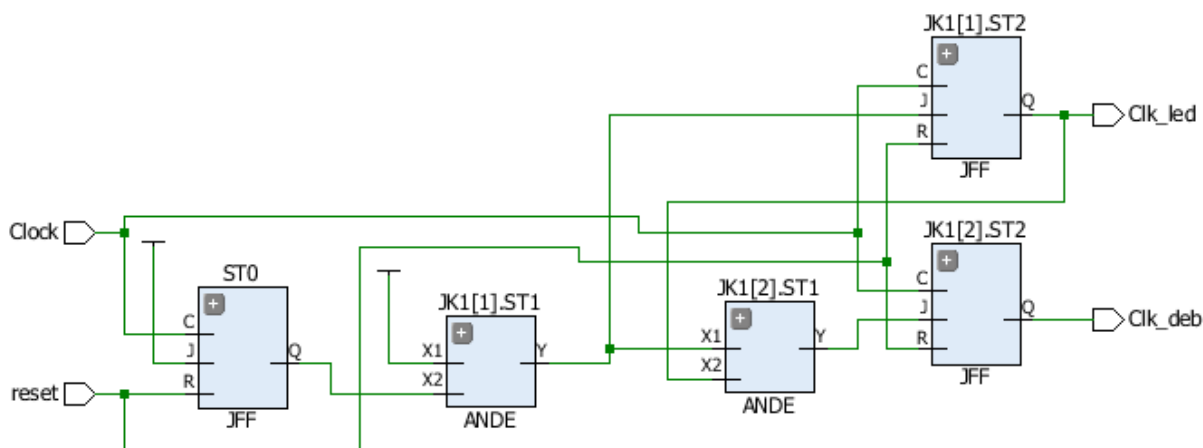 JK1[1].ST2
C
J
R
Q
JFF
Clk_led
Clock
ST0
C
J
R
Q
JFF
reset
JK1[1].ST1
X1
X2
Y
ANDE
JK1[2].ST1
X1
X2
Y
ANDE
JK1[2].ST2
C
J
R
Q
JFF
Clk_deb